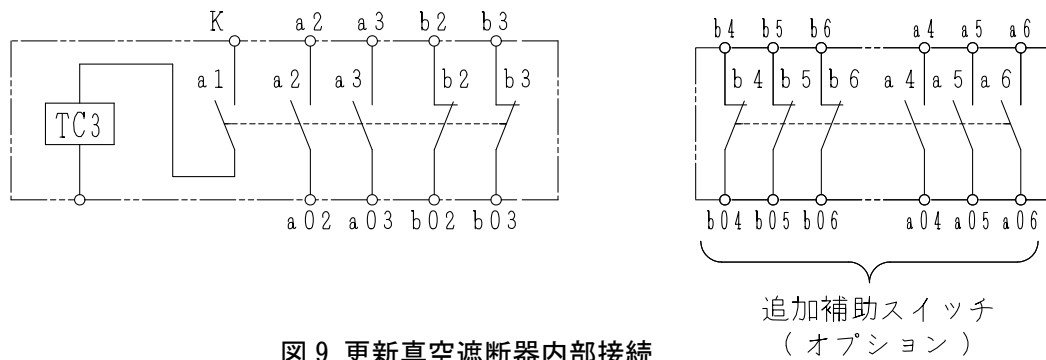 K a2 a3 b2 b3
a1 a2 a3 b2 b3
TC3
a02 a03 b02 b03
b4 b5 b6 a4 a5 a6
b4 b5 b6 a4 a5 a6
b04 b05 b06 a04 a05 a06
追加補助スイッチ
(オプション)
図9 更新真空遮断器内部接続